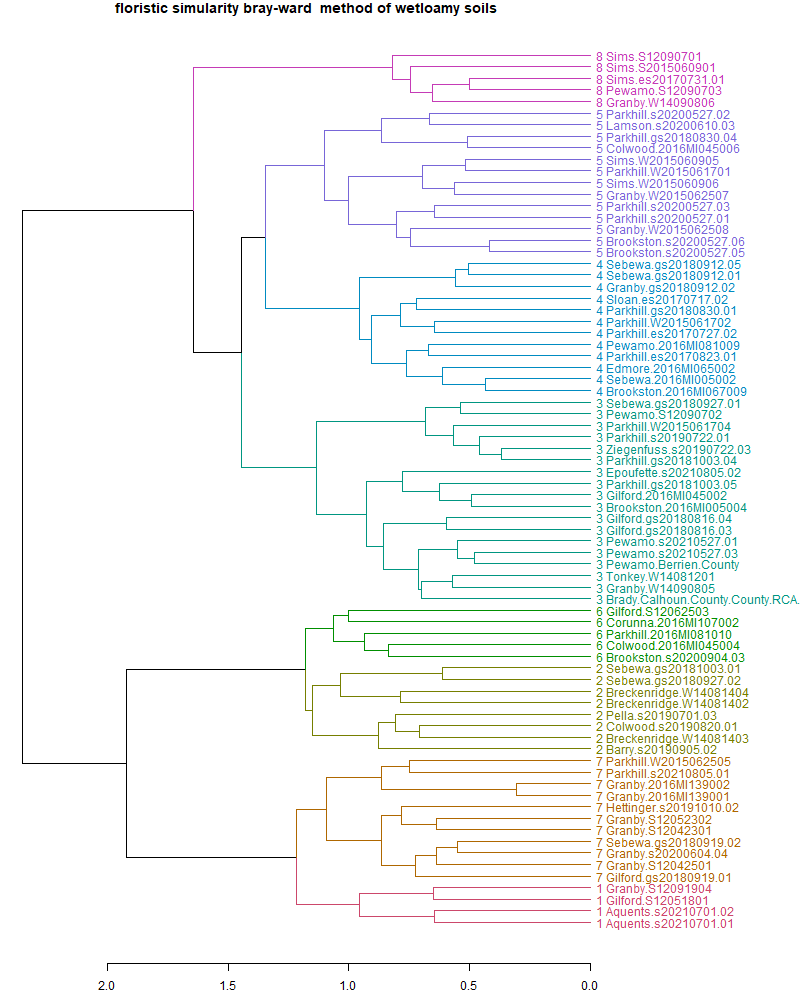 floristic simularity bray-ward  method of wetloamy soils
8 Sims.S12090701
8 Sims.S2015060901
8 Sims.es20170731.01
8 Pewamo.S12090703
8 Granby.W14090806
5 Parkhill.s20200527.02
5 Lamson.s20200610.03
5 Parkhill.gs20180830.04
5 Colwood.2016MI045006
5 Sims.W2015060905
5 Parkhill.W2015061701
5 Sims.W2015060906
5 Granby.W2015062507
5 Parkhill.s20200527.03
5 Parkhill.s20200527.01
5 Granby.W2015062508
5 Brookston.s20200527.06
5 Brookston.s20200527.05
4 Sebewa.gs20180912.05
4 Sebewa.gs20180912.01
4 Granby.gs20180912.02
4 Sloan.es20170717.02
4 Parkhill.gs20180830.01
4 Parkhill.W2015061702
4 Parkhill.es20170727.02
4 Pewamo.2016MI081009
4 Parkhill.es20170823.01
4 Edmore.2016MI065002
4 Sebewa.2016MI005002
4 Brookston.2016MI067009
3 Sebewa.gs20180927.01
3 Pewamo.S12090702
3 Parkhill.W2015061704
3 Parkhill.s20190722.01
3 Ziegenfuss.s20190722.03
3 Parkhill.gs20181003.04
3 Epoufette.s20210805.02
3 Parkhill.gs20181003.05
3 Gilford.2016MI045002
3 Brookston.2016MI005004
3 Gilford.gs20180816.04
3 Gilford.gs20180816.03
3 Pewamo.s20210527.01
3 Pewamo.s20210527.03
3 Pewamo.Berrien.County
3 Tonkey.W14081201
3 Granby.W14090805
3 Brady.Calhoun.County.County.RCA.
6 Gilford.S12062503
6 Corunna.2016MI107002
6 Parkhill.2016MI081010
6 Colwood.2016MI045004
6 Brookston.s20200904.03
2 Sebewa.gs20181003.01
2 Sebewa.gs20180927.02
2 Breckenridge.W14081404
2 Breckenridge.W14081402
2 Pella.s20190701.03
2 Colwood.s20190820.01
2 Breckenridge.W14081403
2 Barry.s20190905.02
7 Parkhill.W2015062505
7 Parkhill.s20210805.01
7 Granby.2016MI139002
7 Granby.2016MI139001
7 Hettinger.s20191010.02
7 Granby.S12052302
7 Granby.S12042301
7 Sebewa.gs20180919.02
7 Granby.s20200604.04
7 Granby.S12042501
7 Gilford.gs20180919.01
1 Granby.S12091904
1 Gilford.S12051801
1 Aquents.s20210701.02
1 Aquents.s20210701.01
2.0 1.5 1.0 0.5 0.0